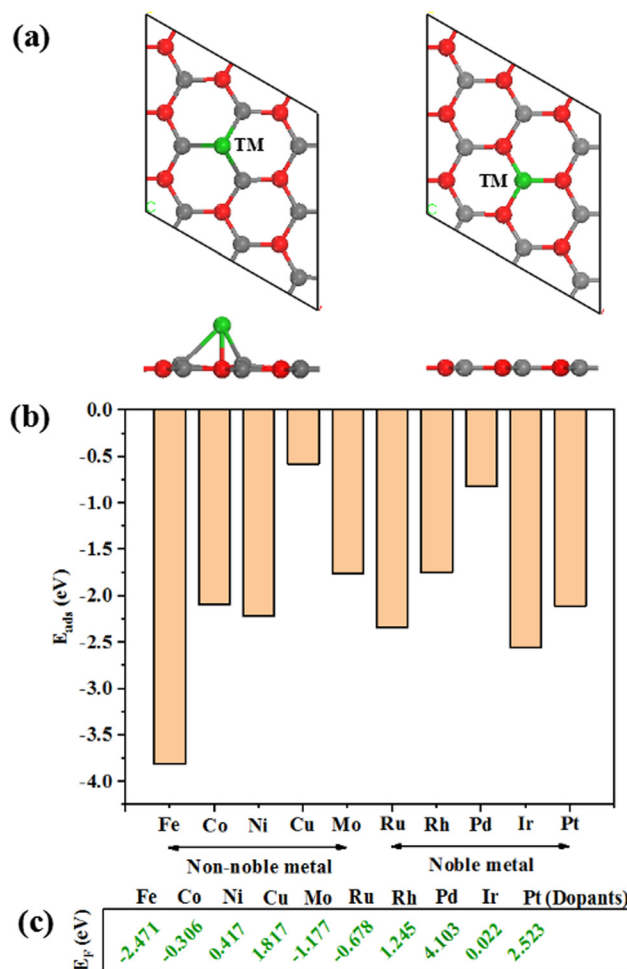 (a)
TM
TM
C
C
(b)
0.0
-0.5
-1.0
-1.5
-2.0
-2.5
-3.0
-3.5
-4.0
E_ads (eV)
Fe Co Ni Cu Mo Ru Rh Pd Ir Pt
Non-noble metal Noble metal
Fe Co Ni Cu Mo Ru Rh Pd Ir Pt (Dopants)
(c)
E_F (eV)
-2.471 -0.306 0.417 1.817 -1.177 -0.678 1.245 4.103 0.022 2.523